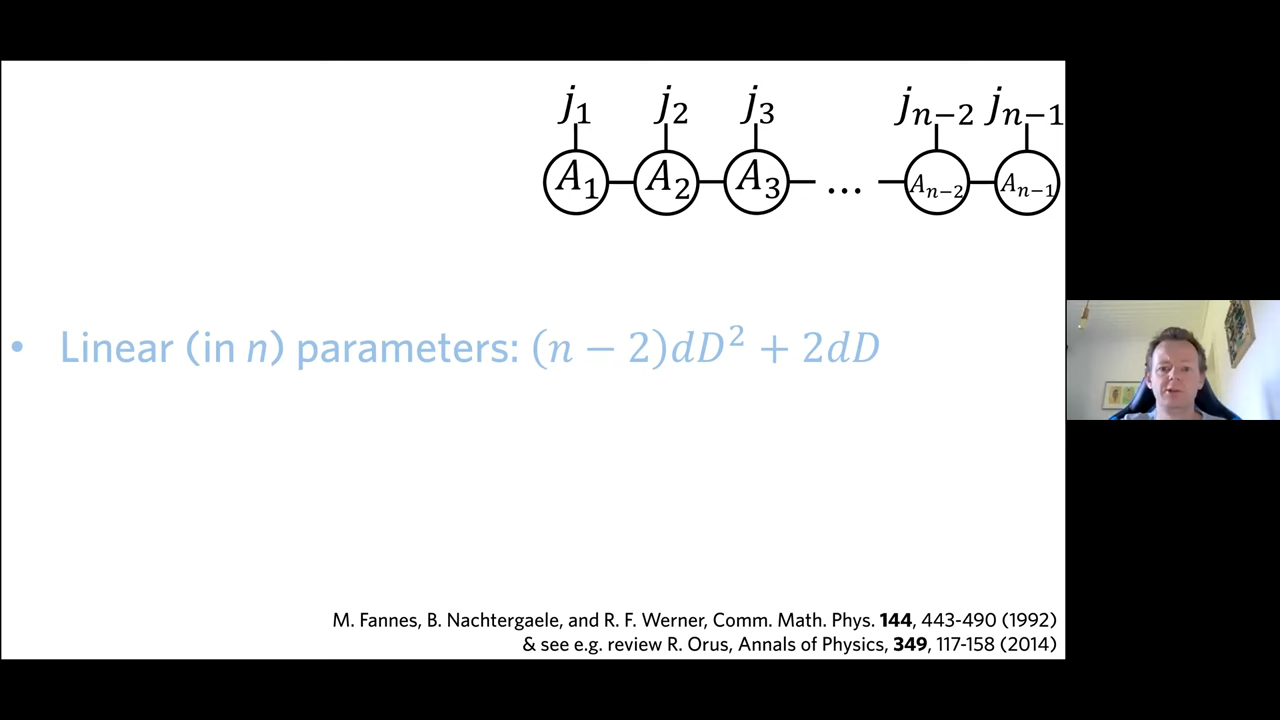 j₁ j₂ j₃ jₙ₋₂ jₙ₋₁
A₁ A₂ A₃ ... Aₙ₋₂ Aₙ₋₁
• Linear (in n) parameters: (n − 2)dD² + 2dD
M. Fannes, B. Nachtergaele, and R. F. Werner, Comm. Math. Phys. 144, 443-490 (1992)
& see e.g. review R. Orus, Annals of Physics, 349, 117-158 (2014)